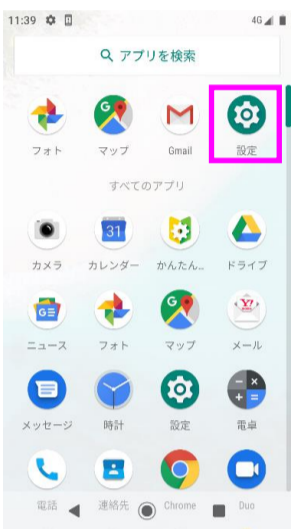 11:39 4G
アプリを検索
フォト マップ Gmail 設定
すべてのアプリ
31
カメラ カレンダー かんたん... ドライブ
GE Y!
ニュース フォト マップ メール
メッセージ 時計 設定 電卓
電話 連絡先 Chrome Duo